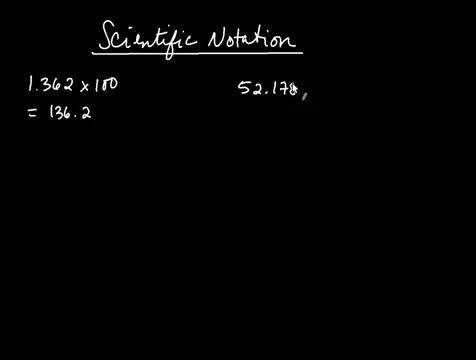 Scientific Notation
1.362 x 100
52.178
= 136.2